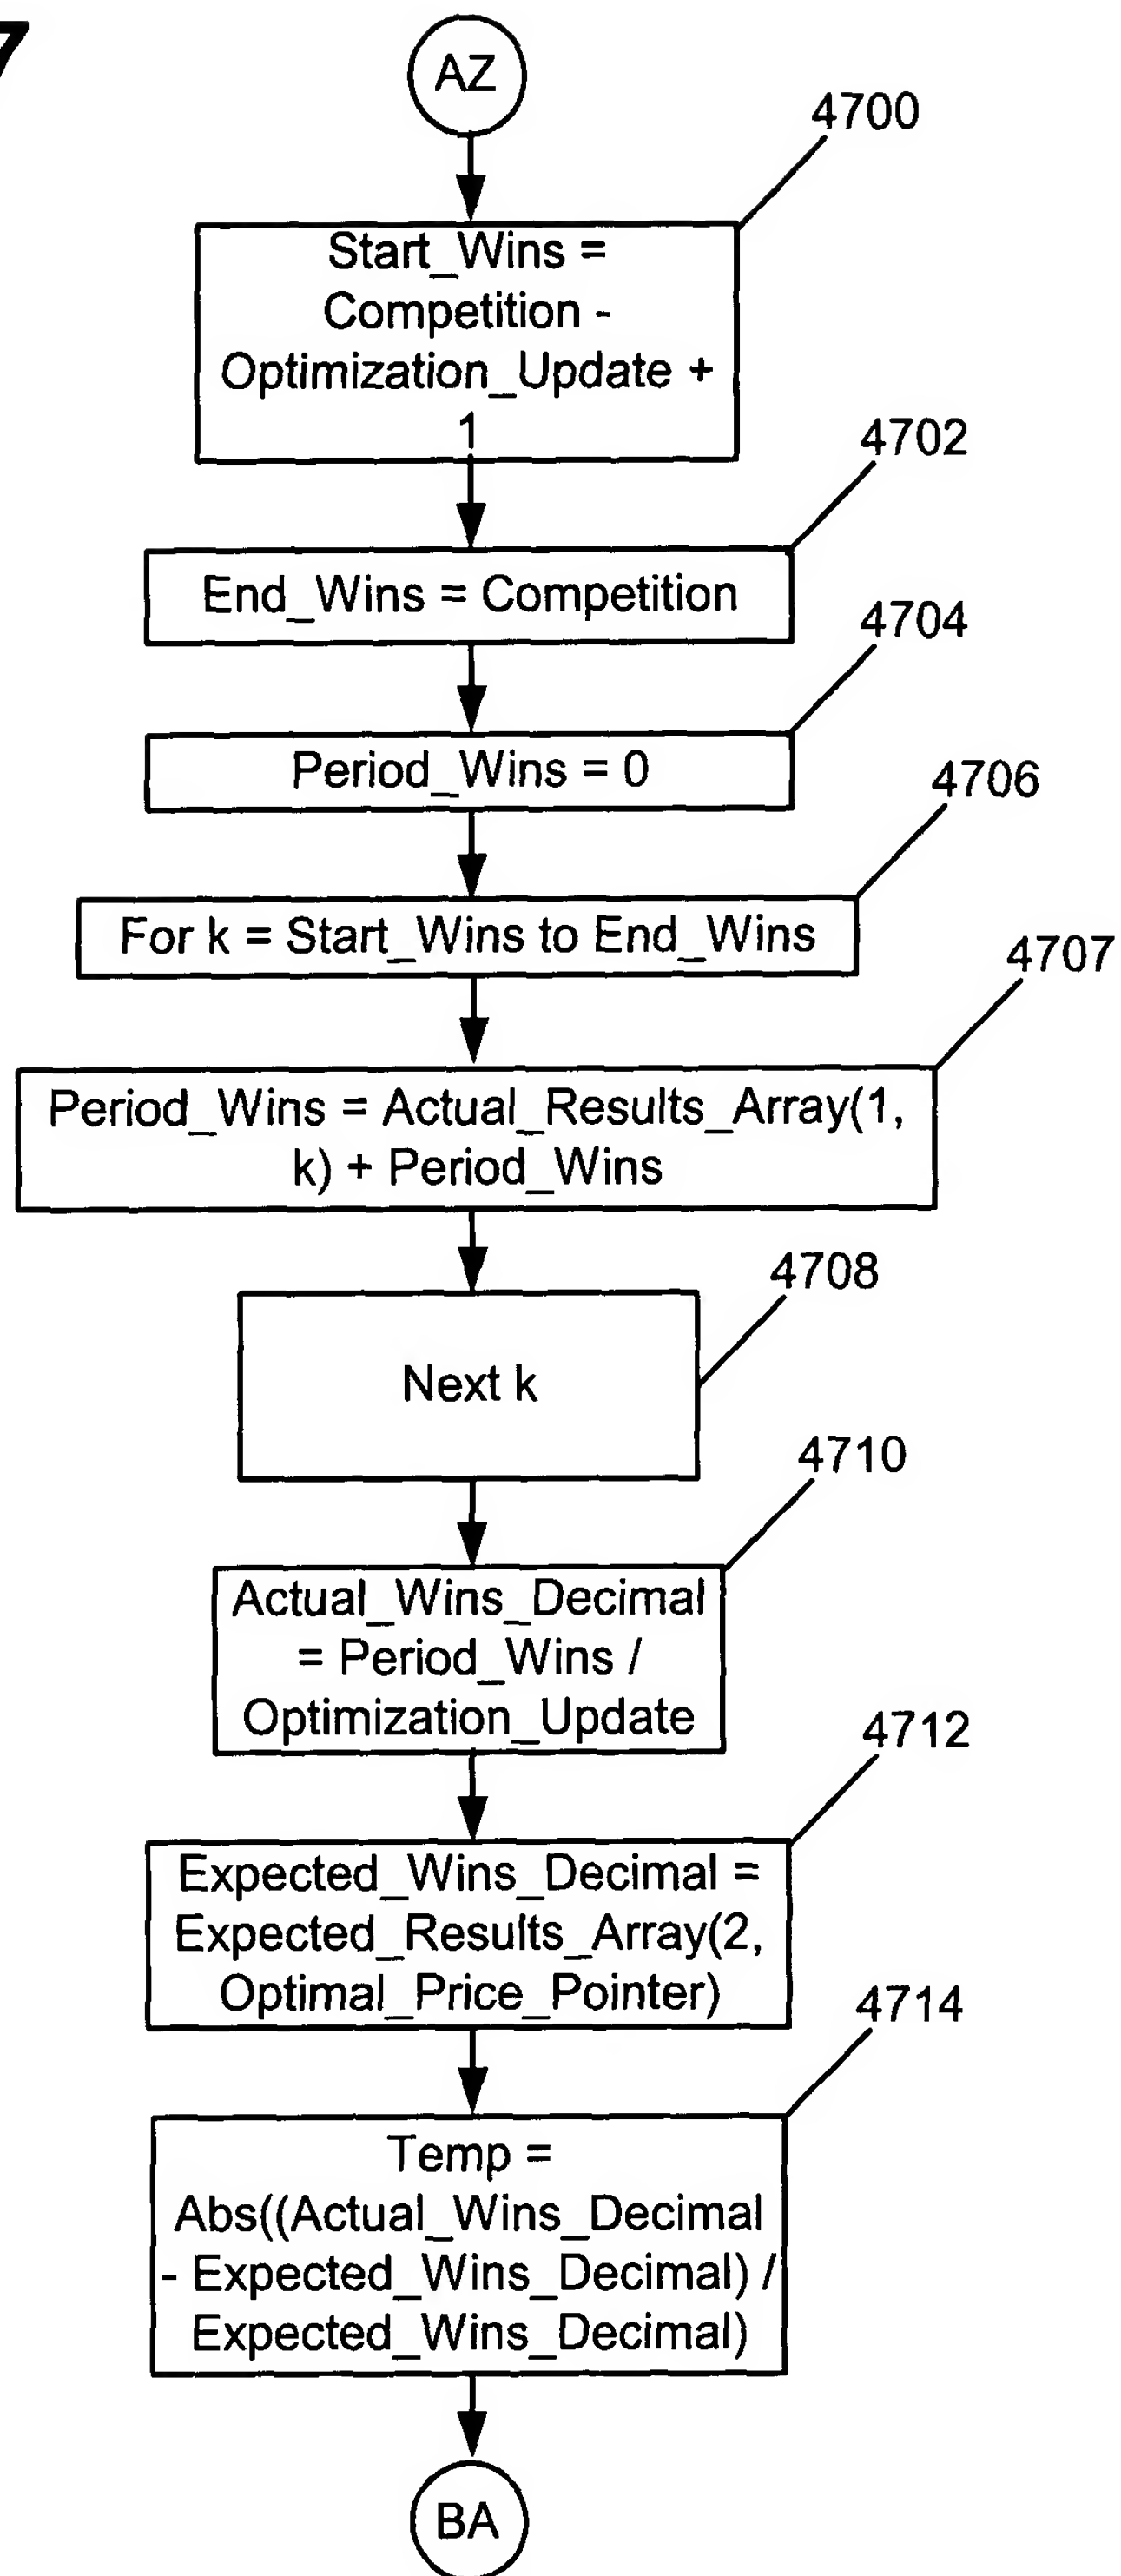 7
AZ
4700
Start_Wins =
Competition -
Optimization_Update +
1
4702
End_Wins = Competition
4704
Period_Wins = 0
4706
For k = Start_Wins to End_Wins
4707
Period_Wins = Actual_Results_Array(1,
k) + Period_Wins
4708
Next k
4710
Actual_Wins_Decimal
= Period_Wins /
Optimization_Update
4712
Expected_Wins_Decimal =
Expected_Results_Array(2,
Optimal_Price_Pointer)
4714
Temp =
Abs((Actual_Wins_Decimal
- Expected_Wins_Decimal) /
Expected_Wins_Decimal)
BA